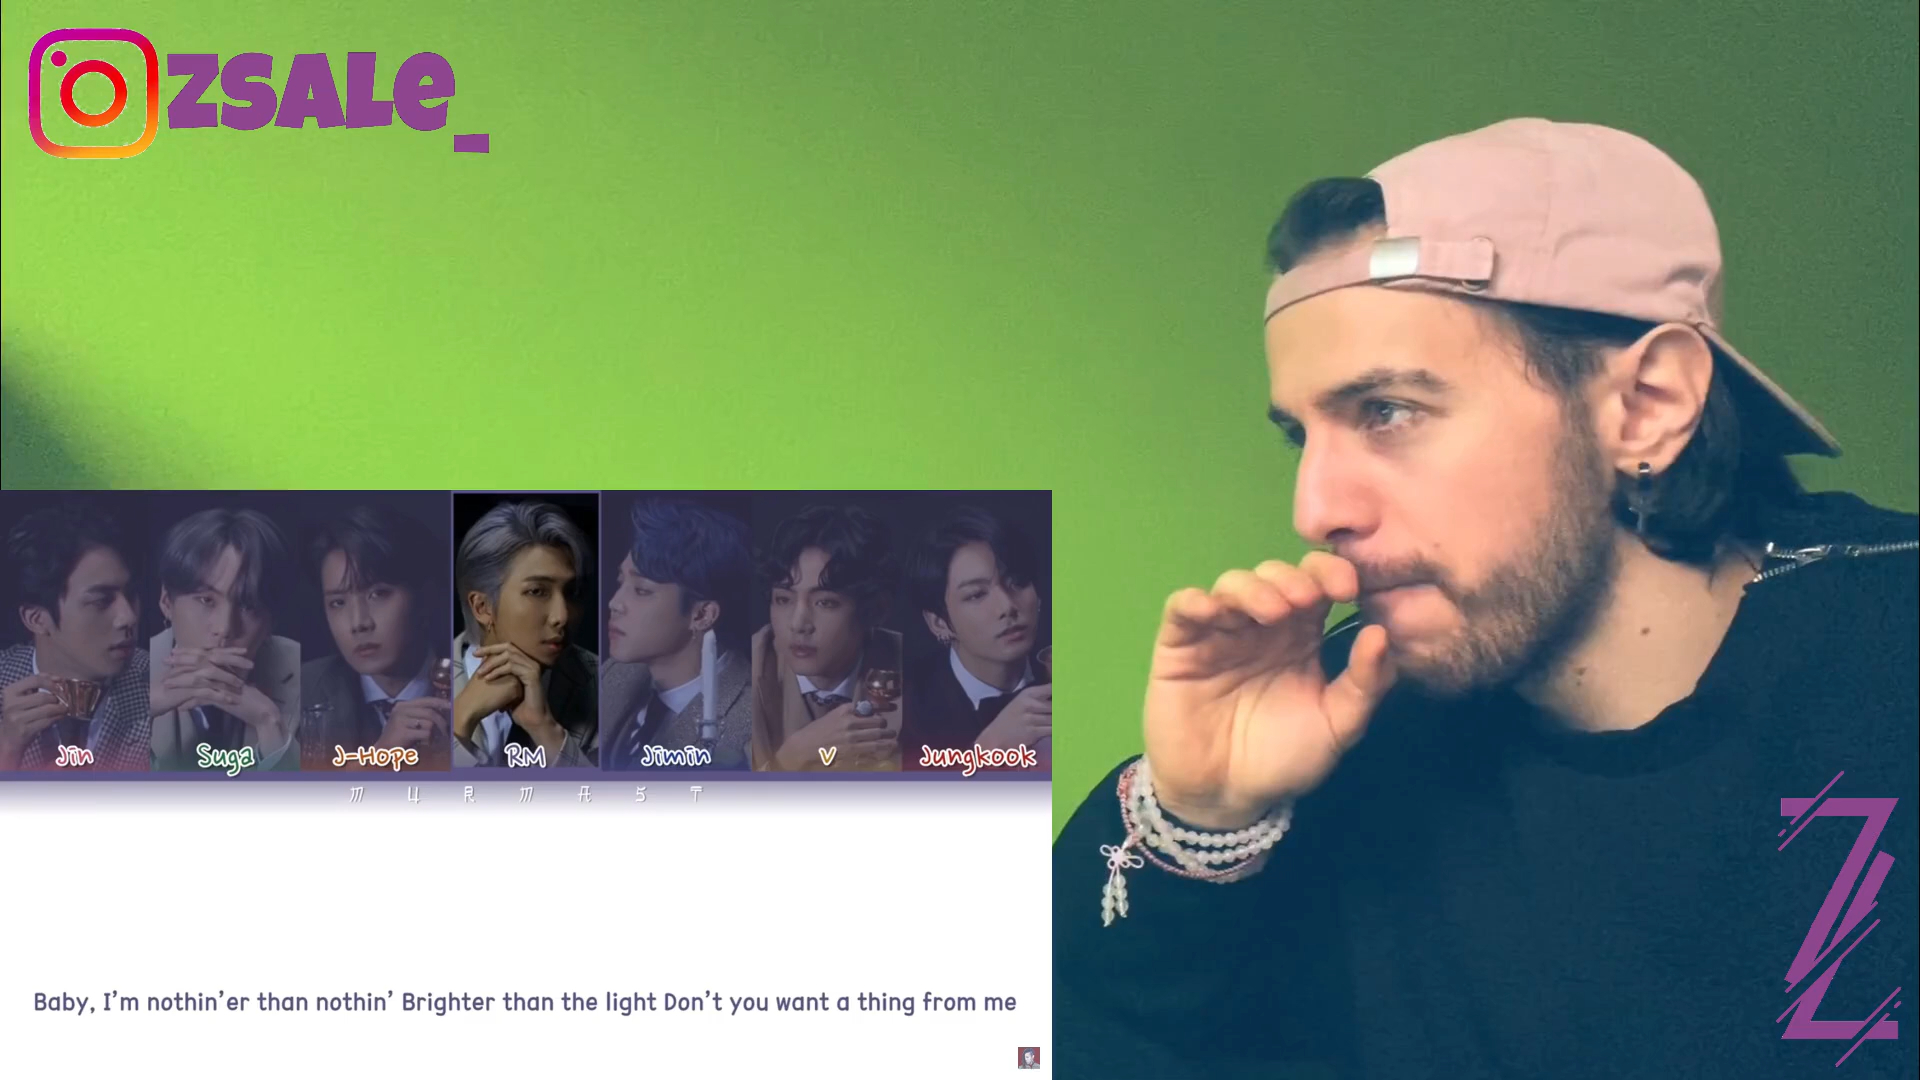 zsale_
Jin Suga J-Hope RM Jimin V Jungkook
M U R M A S T
Baby, I'm nothin'er than nothin' Brighter than the light Don't you want a thing from me
Z